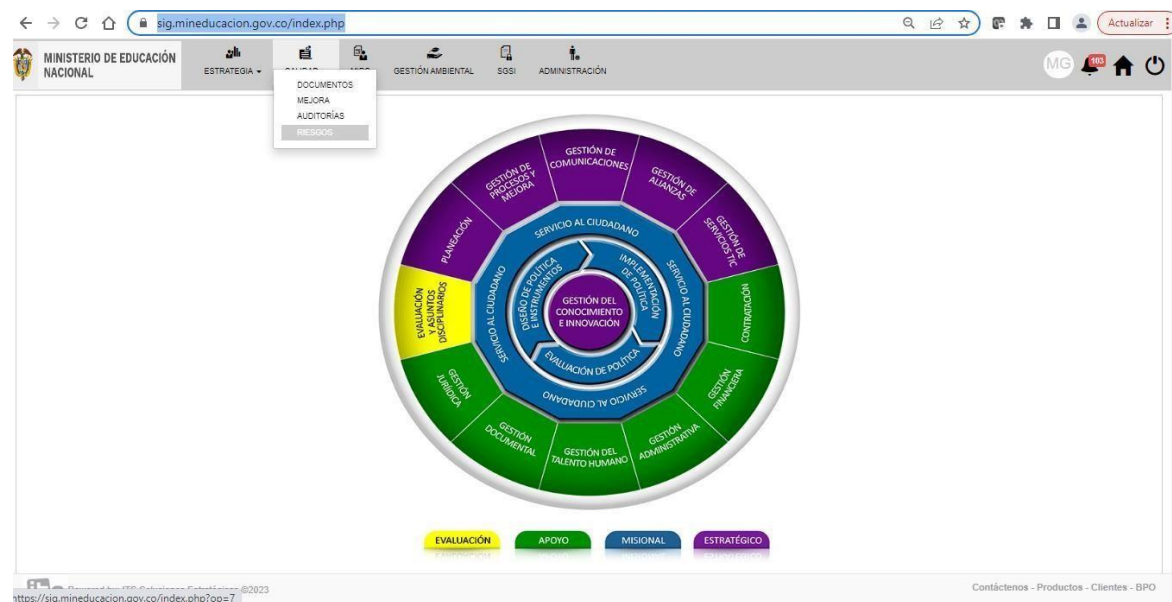 sig.mineducacion.gov.co/index.php
Actualizar
MINISTERIO DE EDUCACIÓN
NACIONAL
ESTRATEGIA
GESTIÓN AMBIENTAL
SGSI
ADMINISTRACIÓN
MG
103
DOCUMENTOS
MEJORA
AUDITORÍAS
RIESGOS
GESTIÓN DE
COMUNICACIONES
GESTIÓN DE
ALIANZAS
GESTIÓN DE
SERVICIOS TIC
CONTRATACIÓN
GESTIÓN
FINANCIERA
GESTIÓN
ADMINISTRATIVA
GESTIÓN DEL
TALENTO HUMANO
GESTIÓN
DOCUMENTAL
GESTIÓN
JURÍDICA
EVALUACIÓN
Y ASUNTOS
DISCIPLINARIOS
PLANEACIÓN
GESTIÓN DE
PROCESOS Y
MEJORA
SERVICIO AL CIUDADANO
SERVICIO AL CIUDADANO
SERVICIO AL CIUDADANO
SERVICIO AL CIUDADANO
DISEÑO DE POLÍTICA
E INSTRUMENTOS
IMPLEMENTACIÓN
DE POLÍTICA
EVALUACIÓN DE POLÍTICA
GESTIÓN DEL
CONOCIMIENTO
E INNOVACIÓN
EVALUACIÓN
APOYO
MISIONAL
ESTRATÉGICO
©2023
Contáctenos - Productos - Clientes - BPO
https://sig.mineducacion.gov.co/index.php?op=7